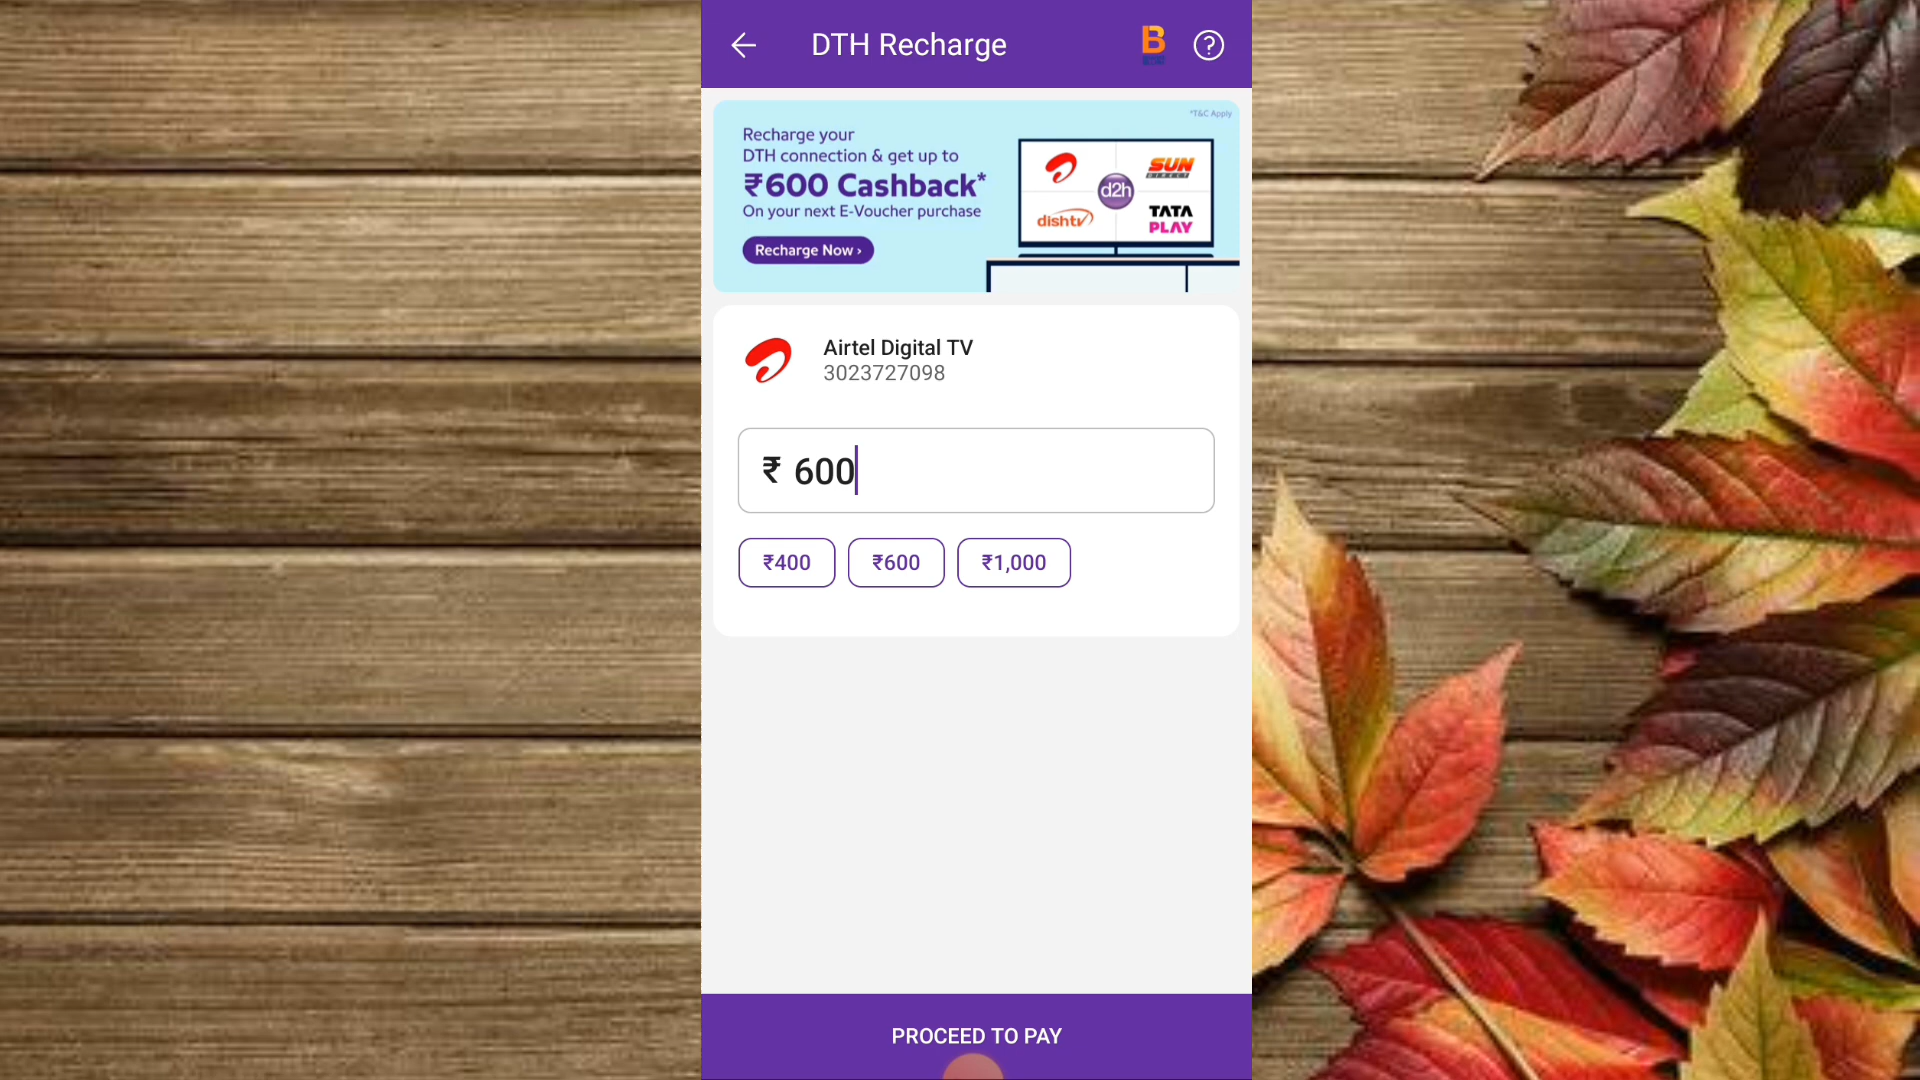 DTH Recharge
B
*T&C Apply
Recharge your
DTH connection & get up to
₹600 Cashback*
On your next E-Voucher purchase
Recharge Now ›
SUN
DIRECT
d2h
dishtv
TATA
PLAY
Airtel Digital TV
3023727098
₹ 600
₹400 ₹600 ₹1,000
PROCEED TO PAY